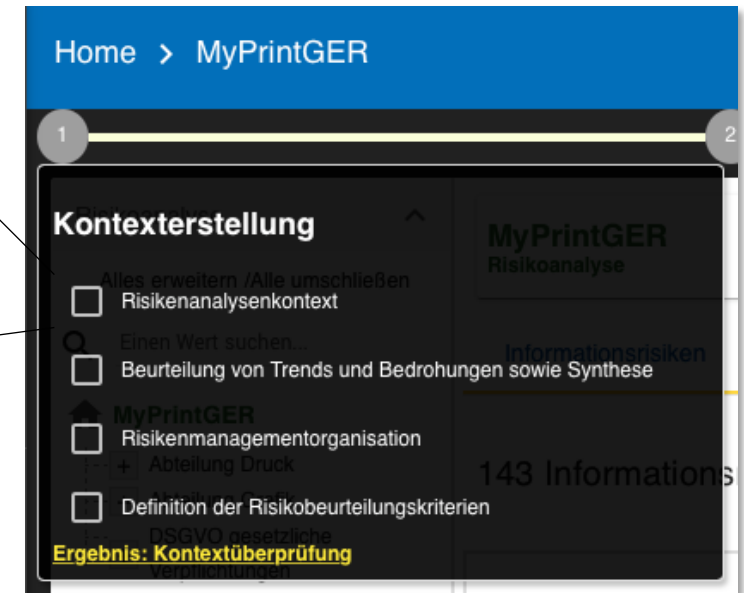 Home > MyPrintGER
1
2
Kontexterstellung
MyPrintGER
Risikoanalyse
Alles erweitern /Alle umschließen
Risikenanalysenkontext
Einen Wert suchen...
Informationsrisiken
Beurteilung von Trends und Bedrohungen sowie Synthese
MyPrintGER
Risikenmanagementorganisation
Abteilung Druck
143 Informations
Definition der Risikobeurteilungskriterien
DSGVO gesetzliche
Ergebnis: Kontextüberprüfung
Verpflichtungen